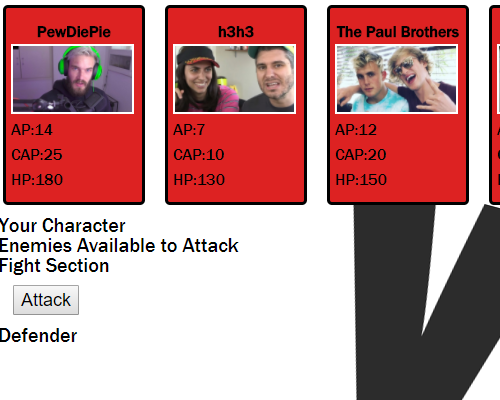 PewDiePie
AP:14
CAP:25
HP:180
h3h3
AP:7
CAP:10
HP:130
The Paul Brothers
AP:12
CAP:20
HP:150
Your Character
Enemies Available to Attack
Fight Section
Attack
Defender